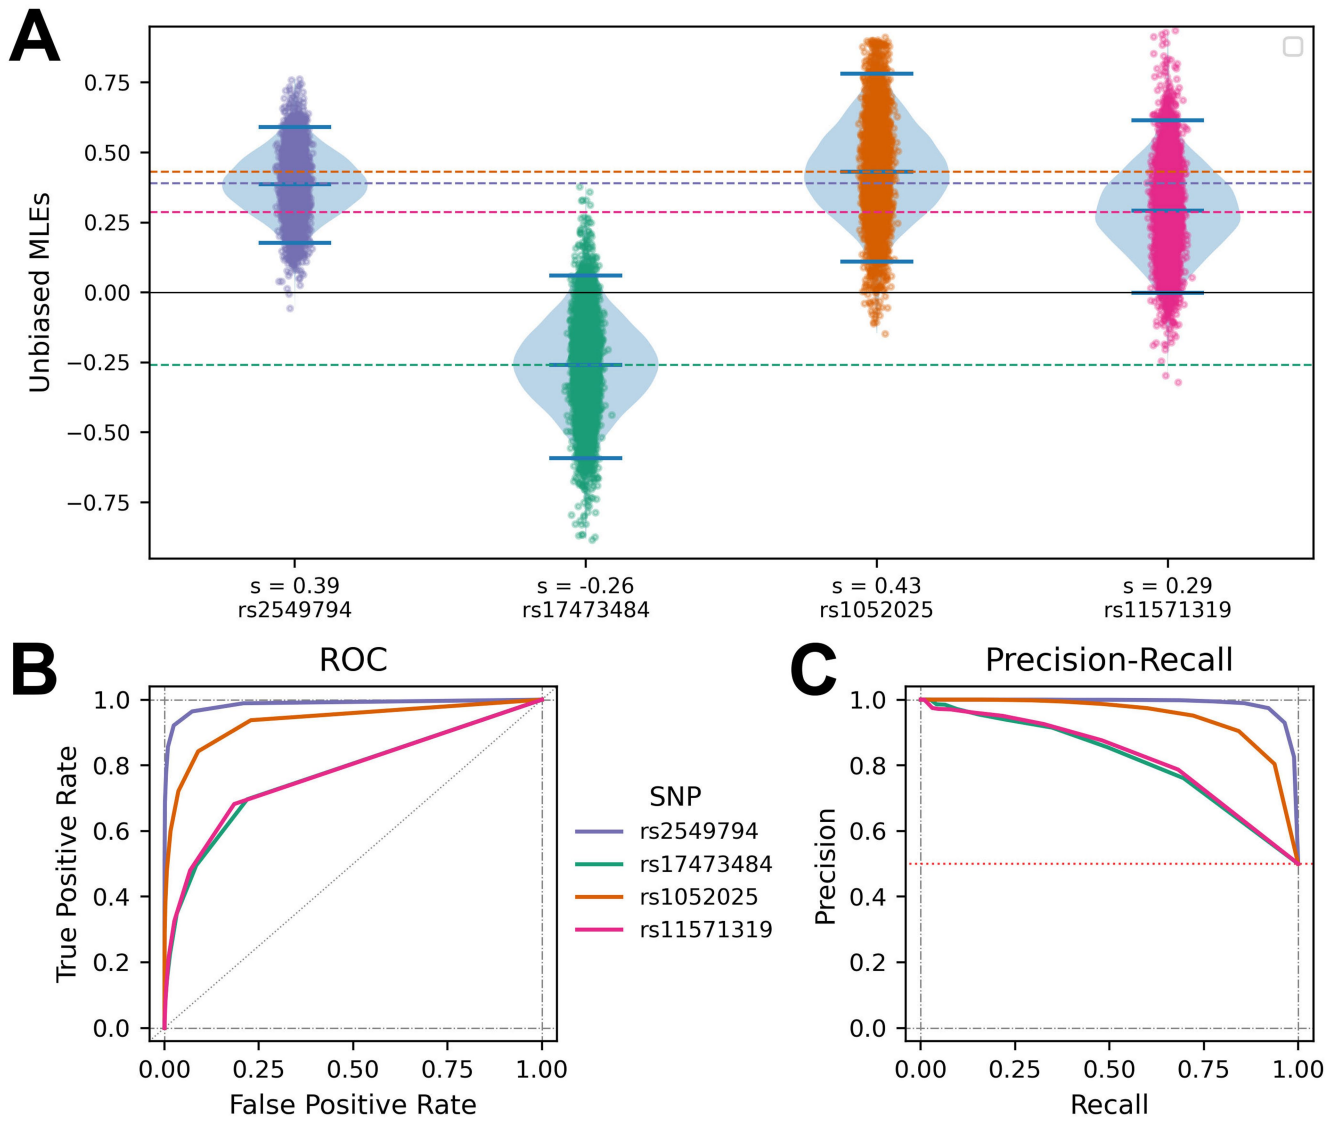 A
Unbiased MLEs
0.75
0.50
0.25
0.00
−0.25
−0.50
−0.75
s = 0.39
rs2549794
s = -0.26
rs17473484
s = 0.43
rs1052025
s = 0.29
rs11571319
B
ROC
True Positive Rate
1.0
0.8
0.6
0.4
0.2
0.0
0.00 0.25 0.50 0.75 1.00
False Positive Rate
SNP
rs2549794
rs17473484
rs1052025
rs11571319
C
Precision-Recall
Precision
1.0
0.8
0.6
0.4
0.2
0.0
0.00 0.25 0.50 0.75 1.00
Recall